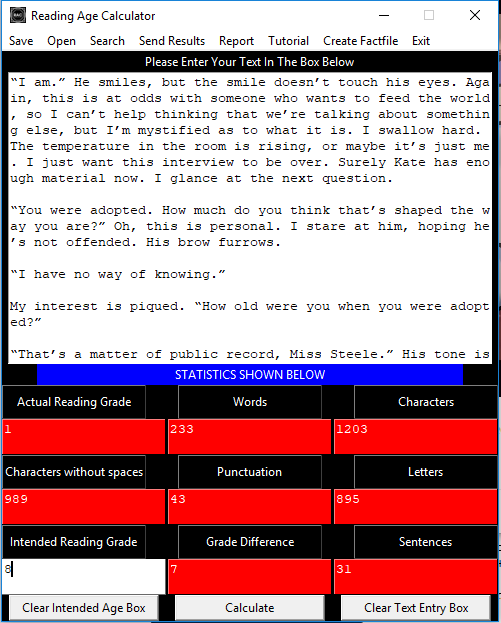 Reading Age Calculator
Save Open Search Send Results Report Tutorial Create Factfile Exit
Please Enter Your Text In The Box Below
“I am.” He smiles, but the smile doesn’t touch his eyes. Aga
in, this is at odds with someone who wants to feed the world
, so I can’t help thinking that we’re talking about somethin
g else, but I’m mystified as to what it is. I swallow hard.
The temperature in the room is rising, or maybe it’s just me
. I just want this interview to be over. Surely Kate has eno
ugh material now. I glance at the next question.
“You were adopted. How much do you think that’s shaped the w
ay you are?” Oh, this is personal. I stare at him, hoping he
’s not offended. His brow furrows.
“I have no way of knowing.”
My interest is piqued. “How old were you when you were adopt
ed?”
“That’s a matter of public record, Miss Steele.” His tone is
STATISTICS SHOWN BELOW
Actual Reading Grade Words Characters
1 233 1203
Characters without spaces Punctuation Letters
989 43 895
Intended Reading Grade Grade Difference Sentences
8 7 31
Clear Intended Age Box Calculate Clear Text Entry Box